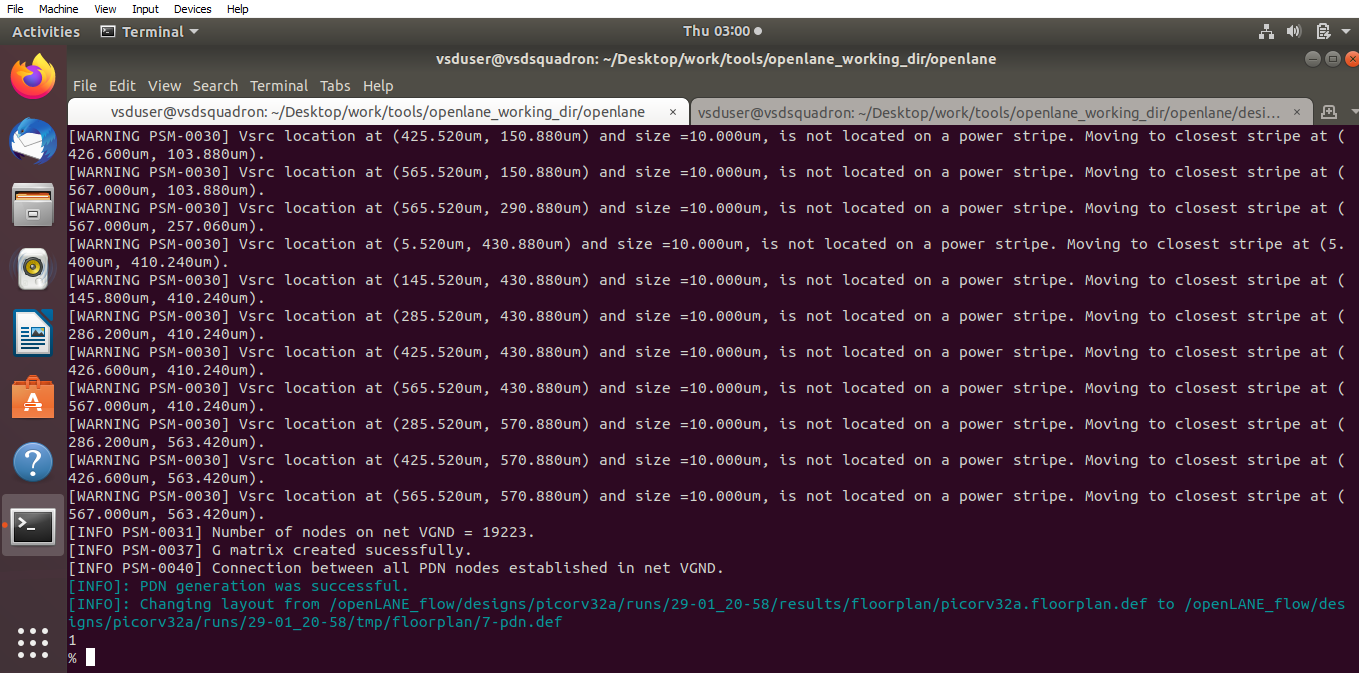 File Machine View Input Devices Help
Activities Terminal Thu 03:00
vsduser@vsdsquadron: ~/Desktop/work/tools/openlane_working_dir/openlane
File Edit View Search Terminal Tabs Help
vsduser@vsdsquadron: ~/Desktop/work/tools/openlane_working_dir/openlane × vsduser@vsdsquadron: ~/Desktop/work/tools/openlane_working_dir/openlane/desi... ×
[WARNING PSM-0030] Vsrc location at (425.520um, 150.880um) and size =10.000um, is not located on a power stripe. Moving to closest stripe at (
426.600um, 103.880um).
[WARNING PSM-0030] Vsrc location at (565.520um, 150.880um) and size =10.000um, is not located on a power stripe. Moving to closest stripe at (
567.000um, 103.880um).
[WARNING PSM-0030] Vsrc location at (565.520um, 290.880um) and size =10.000um, is not located on a power stripe. Moving to closest stripe at (
567.000um, 257.060um).
[WARNING PSM-0030] Vsrc location at (5.520um, 430.880um) and size =10.000um, is not located on a power stripe. Moving to closest stripe at (5.
400um, 410.240um).
[WARNING PSM-0030] Vsrc location at (145.520um, 430.880um) and size =10.000um, is not located on a power stripe. Moving to closest stripe at (
145.800um, 410.240um).
[WARNING PSM-0030] Vsrc location at (285.520um, 430.880um) and size =10.000um, is not located on a power stripe. Moving to closest stripe at (
286.200um, 410.240um).
[WARNING PSM-0030] Vsrc location at (425.520um, 430.880um) and size =10.000um, is not located on a power stripe. Moving to closest stripe at (
426.600um, 410.240um).
[WARNING PSM-0030] Vsrc location at (565.520um, 430.880um) and size =10.000um, is not located on a power stripe. Moving to closest stripe at (
567.000um, 410.240um).
[WARNING PSM-0030] Vsrc location at (285.520um, 570.880um) and size =10.000um, is not located on a power stripe. Moving to closest stripe at (
286.200um, 563.420um).
[WARNING PSM-0030] Vsrc location at (425.520um, 570.880um) and size =10.000um, is not located on a power stripe. Moving to closest stripe at (
426.600um, 563.420um).
[WARNING PSM-0030] Vsrc location at (565.520um, 570.880um) and size =10.000um, is not located on a power stripe. Moving to closest stripe at (
567.000um, 563.420um).
[INFO PSM-0031] Number of nodes on net VGND = 19223.
[INFO PSM-0037] G matrix created sucessfully.
[INFO PSM-0040] Connection between all PDN nodes established in net VGND.
[INFO]: PDN generation was successful.
[INFO]: Changing layout from /openLANE_flow/designs/picorv32a/runs/29-01_20-58/results/floorplan/picorv32a.floorplan.def to /openLANE_flow/des
igns/picorv32a/runs/29-01_20-58/tmp/floorplan/7-pdn.def
1
%